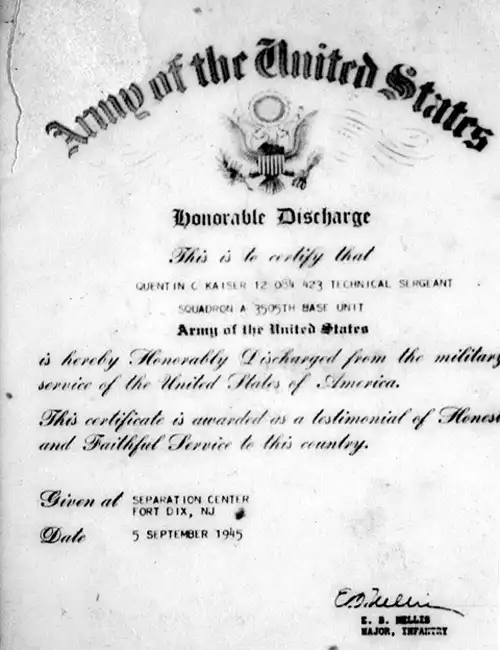 Army of the United States
Honorable Discharge
This is to certify that
QUENTIN C KAISER 12 084 423 TECHNICAL SERGEANT
SQUADRON A 3505TH BASE UNIT
Army of the United States
is hereby Honorably Discharged from the military
service of the United States of America.
This certificate is awarded as a testimonial of Honest
and Faithful Service to this country.
Given at SEPARATION CENTER
FORT DIX, NJ
Date 5 SEPTEMBER 1945
E. B. MELLIS
MAJOR, INFANTRY